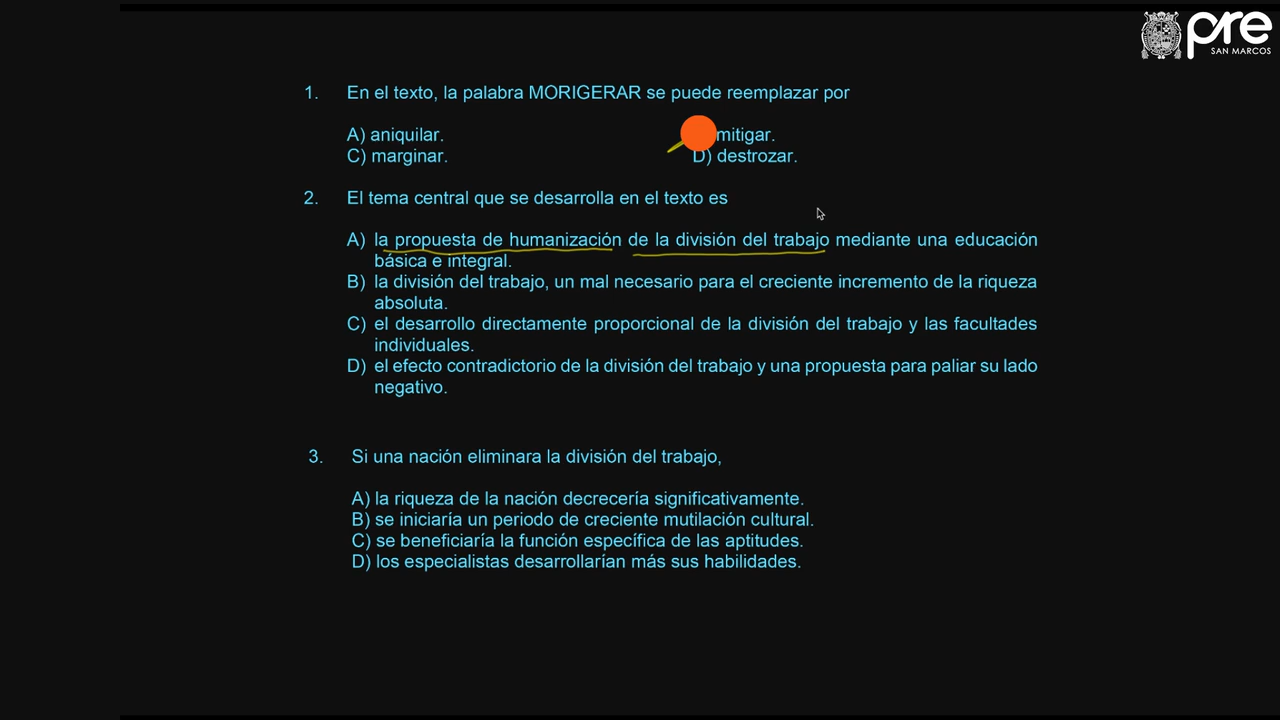 pre
SAN MARCOS
1. En el texto, la palabra MORIGERAR se puede reemplazar por
A) aniquilar. mitigar.
C) marginar. D) destrozar.
2. El tema central que se desarrolla en el texto es
A) la propuesta de humanización de la división del trabajo mediante una educación
básica e integral.
B) la división del trabajo, un mal necesario para el creciente incremento de la riqueza
absoluta.
C) el desarrollo directamente proporcional de la división del trabajo y las facultades
individuales.
D) el efecto contradictorio de la división del trabajo y una propuesta para paliar su lado
negativo.
3. Si una nación eliminara la división del trabajo,
A) la riqueza de la nación decrecería significativamente.
B) se iniciaría un periodo de creciente mutilación cultural.
C) se beneficiaría la función específica de las aptitudes.
D) los especialistas desarrollarían más sus habilidades.